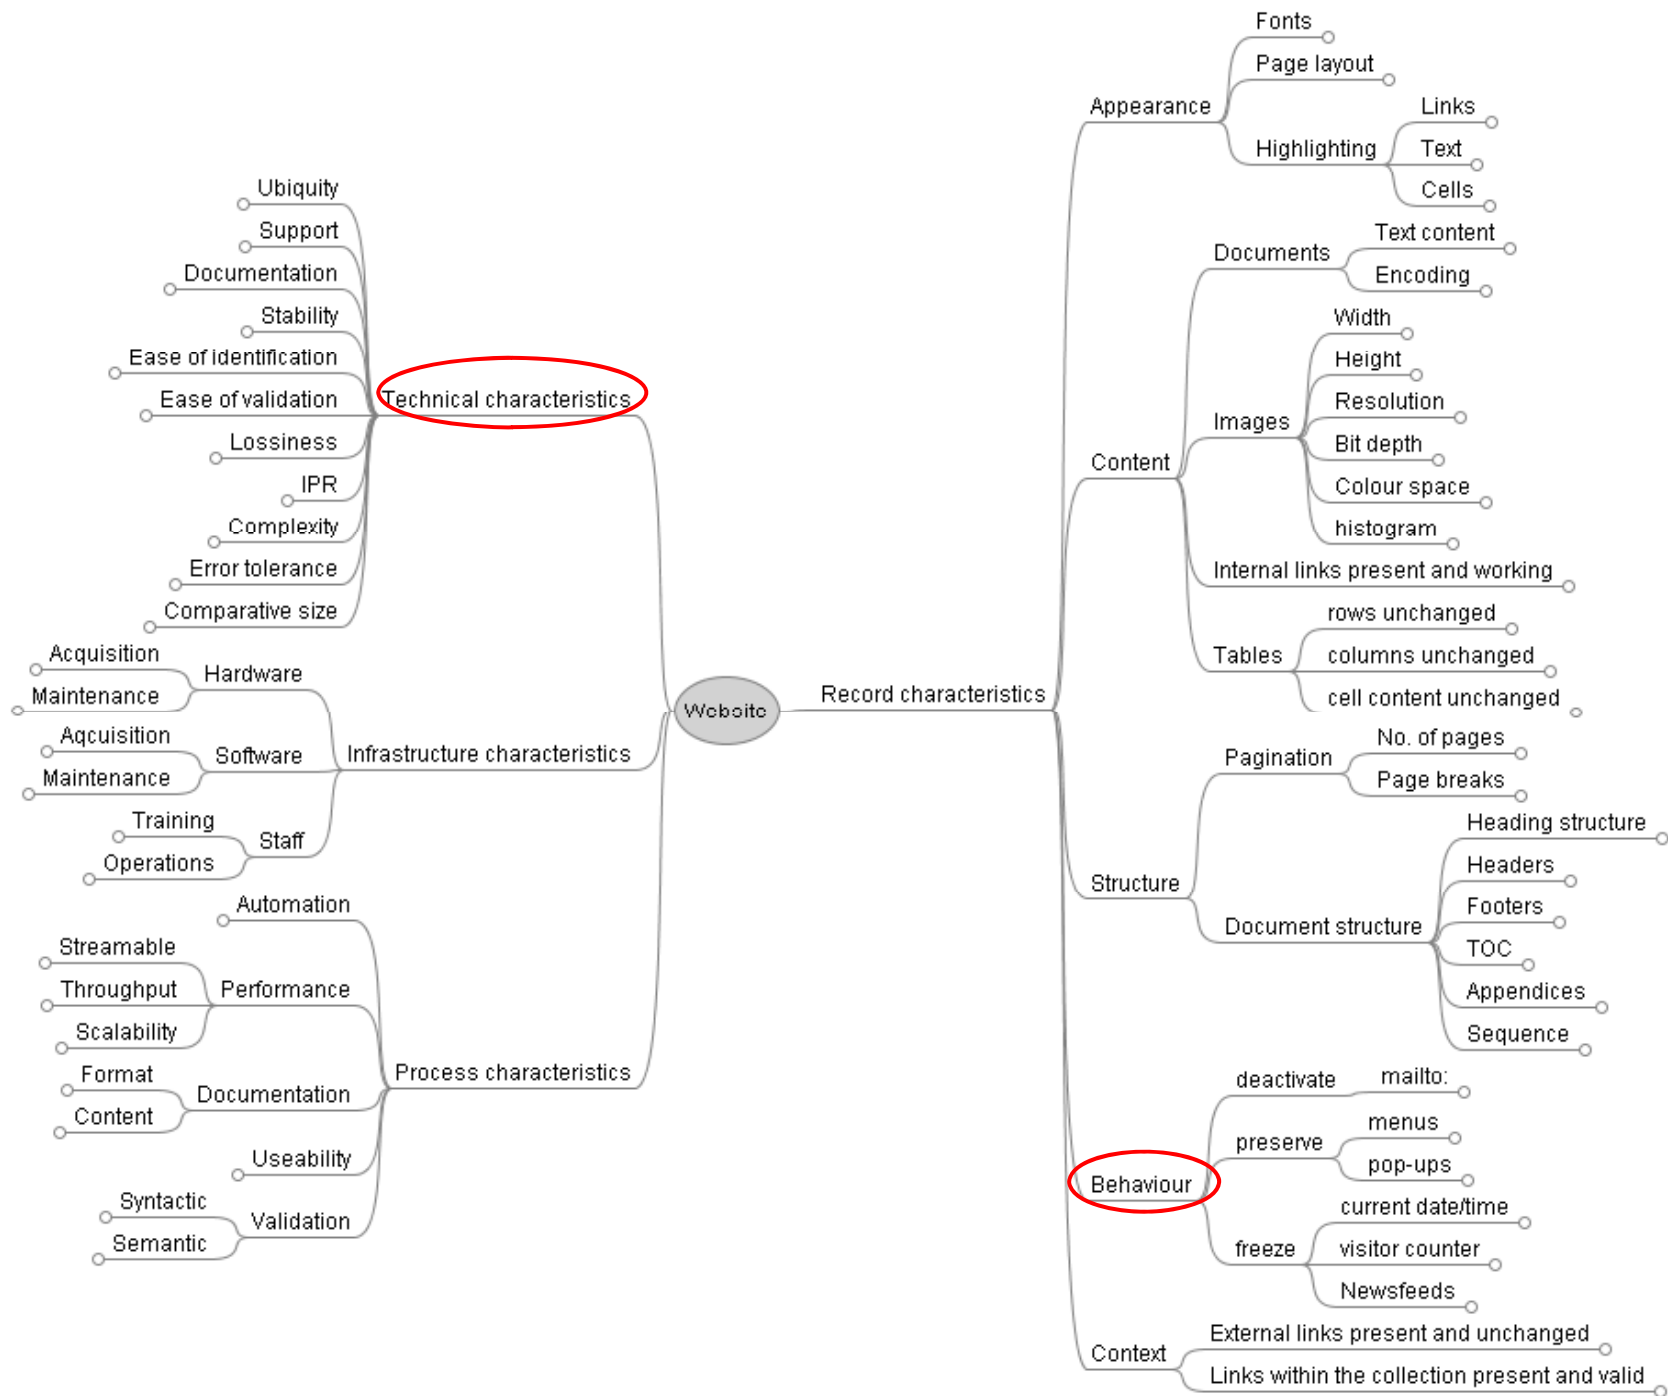 Website
Technical characteristics
Ubiquity
Support
Documentation
Stability
Ease of identification
Ease of validation
Lossiness
IPR
Complexity
Error tolerance
Comparative size
Infrastructure characteristics
Hardware
Acquisition
Maintenance
Software
Aqcuisition
Maintenance
Staff
Training
Operations
Process characteristics
Automation
Performance
Streamable
Throughput
Scalability
Documentation
Format
Content
Useability
Validation
Syntactic
Semantic
Record characteristics
Appearance
Fonts
Page layout
Highlighting
Links
Text
Cells
Content
Documents
Text content
Encoding
Images
Width
Height
Resolution
Bit depth
Colour space
histogram
Internal links present and working
Tables
rows unchanged
columns unchanged
cell content unchanged
Structure
Pagination
No. of pages
Page breaks
Document structure
Heading structure
Headers
Footers
TOC
Appendices
Sequence
Behaviour
deactivate
mailto:
preserve
menus
pop-ups
freeze
current date/time
visitor counter
Newsfeeds
Context
External links present and unchanged
Links within the collection present and valid